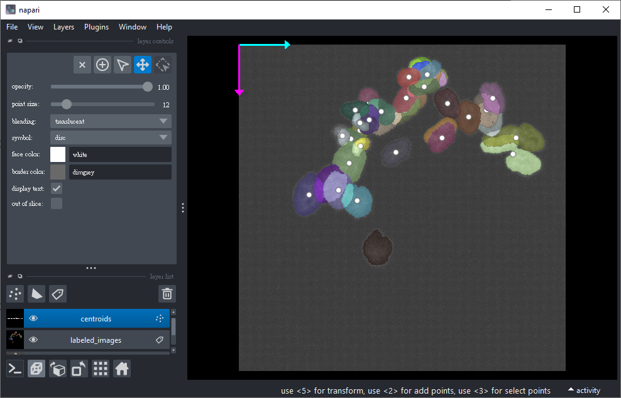 napari
File View Layers Plugins Window Help
layer controls
opacity: 1.00
point size: 12
blending: translucent
symbol: disc
face color: white
border color: dimgray
display text:
out of slice:
layer list
centroids
labeled_images
use <5> for transform, use <2> for add points, use <3> for select points activity